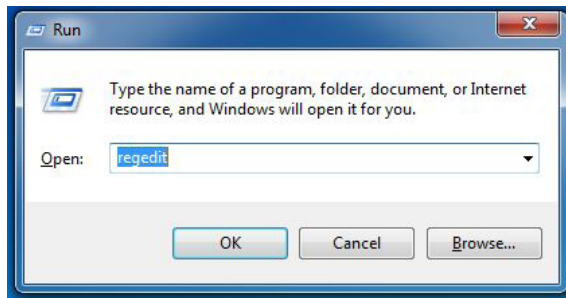 Run
Type the name of a program, folder, document, or Internet
resource, and Windows will open it for you.
Open: regedit
OK Cancel Browse...